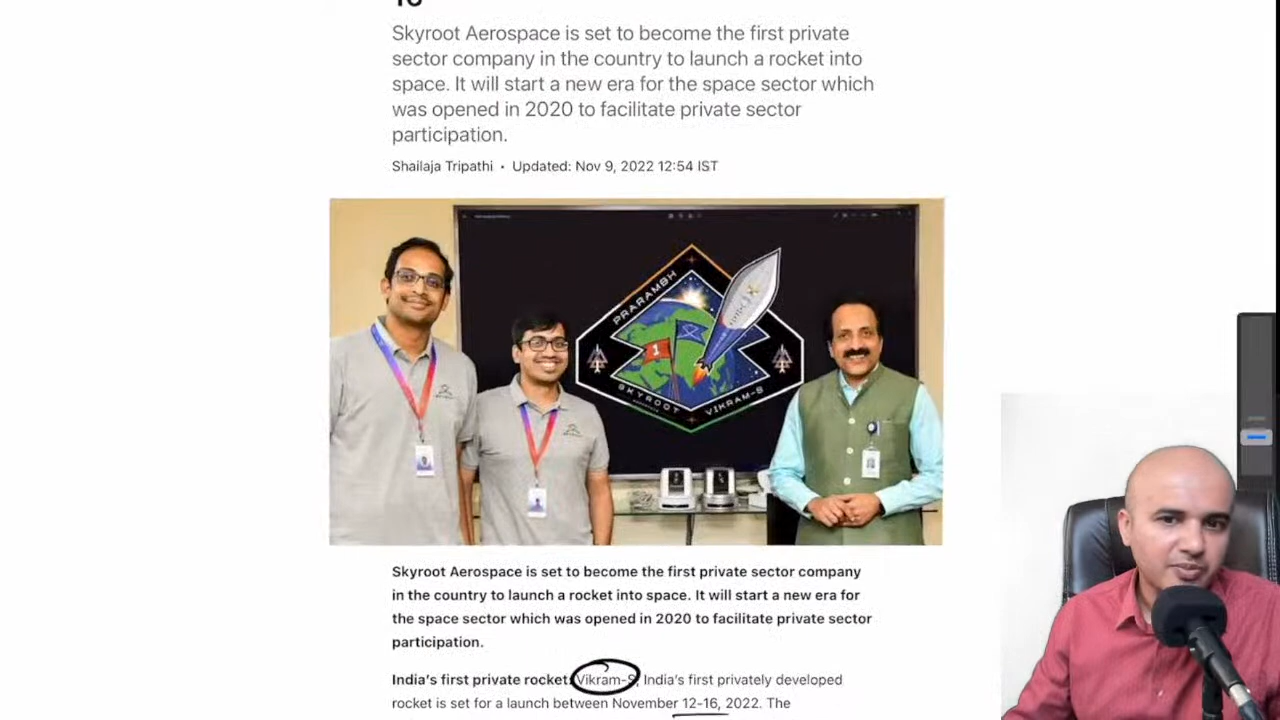 Skyroot Aerospace is set to become the first private
sector company in the country to launch a rocket into
space. It will start a new era for the space sector which
was opened in 2020 to facilitate private sector
participation.
Shailaja Tripathi • Updated: Nov 9, 2022 12:54 IST
PRARAMBH
1
SKYROOT
VIKRAM-S
Skyroot Aerospace is set to become the first private sector company
in the country to launch a rocket into space. It will start a new era for
the space sector which was opened in 2020 to facilitate private sector
participation.
India's first private rocket: Vikram-S, India's first privately developed
rocket is set for a launch between November 12-16, 2022. The